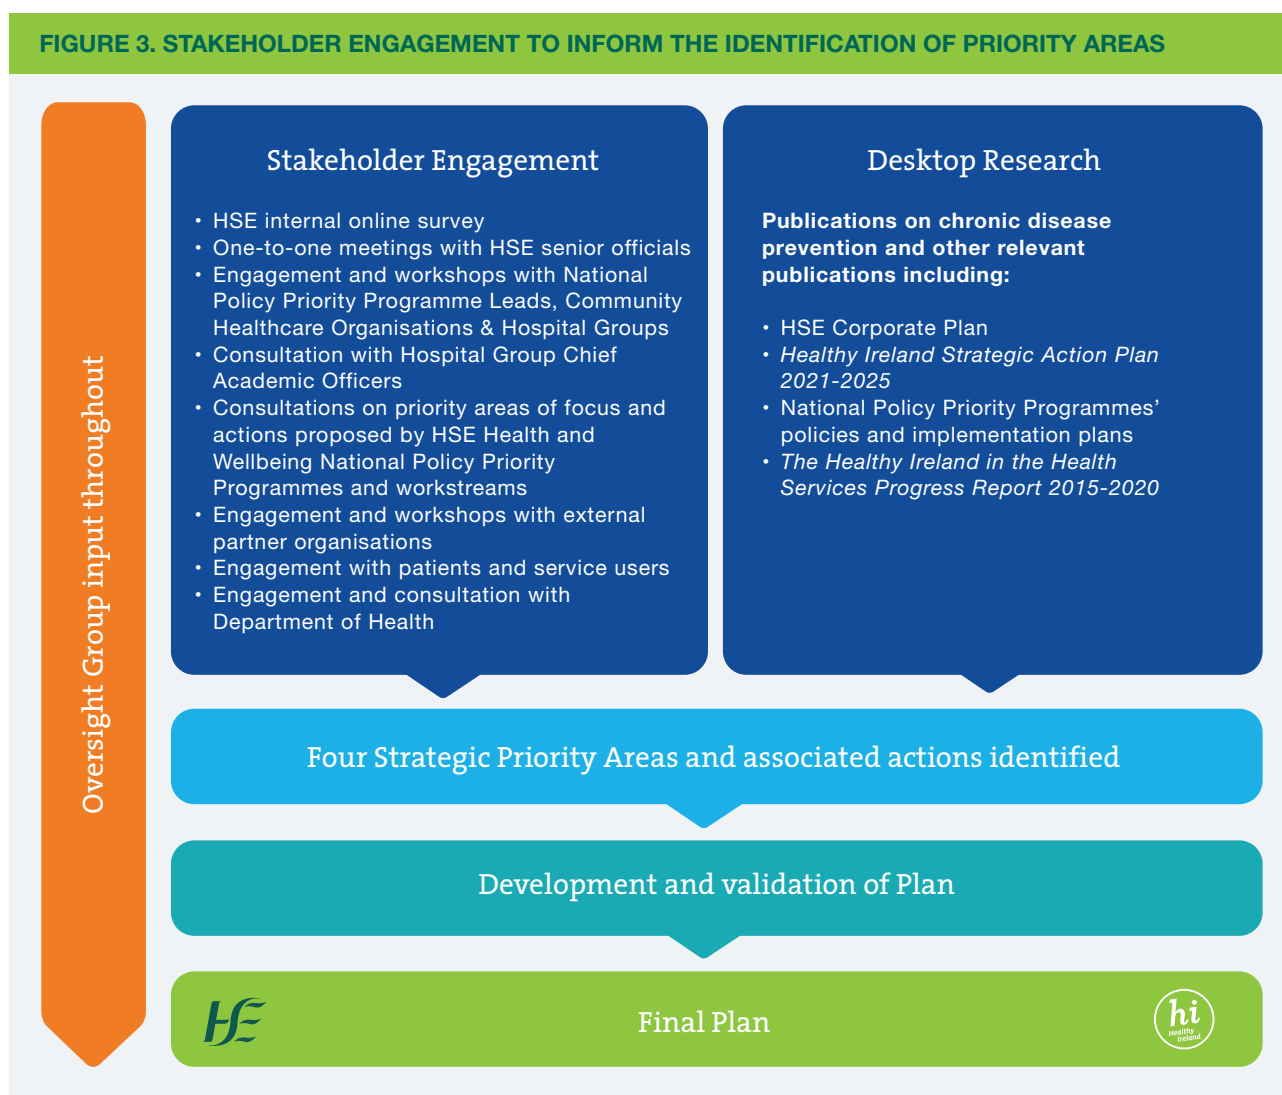 FIGURE 3. STAKEHOLDER ENGAGEMENT TO INFORM THE IDENTIFICATION OF PRIORITY AREAS
Oversight Group input throughout
Stakeholder Engagement
• HSE internal online survey
• One-to-one meetings with HSE senior officials
• Engagement and workshops with National
Policy Priority Programme Leads, Community
Healthcare Organisations & Hospital Groups
• Consultation with Hospital Group Chief
Academic Officers
• Consultations on priority areas of focus and
actions proposed by HSE Health and
Wellbeing National Policy Priority
Programmes and workstreams
• Engagement and workshops with external
partner organisations
• Engagement with patients and service users
• Engagement and consultation with
Department of Health
Desktop Research
Publications on chronic disease
prevention and other relevant
publications including:
• HSE Corporate Plan
• Healthy Ireland Strategic Action Plan
2021-2025
• National Policy Priority Programmes’
policies and implementation plans
• The Healthy Ireland in the Health
Services Progress Report 2015-2020
Four Strategic Priority Areas and associated actions identified
Development and validation of Plan
HSE
Final Plan
hi
Healthy
Ireland